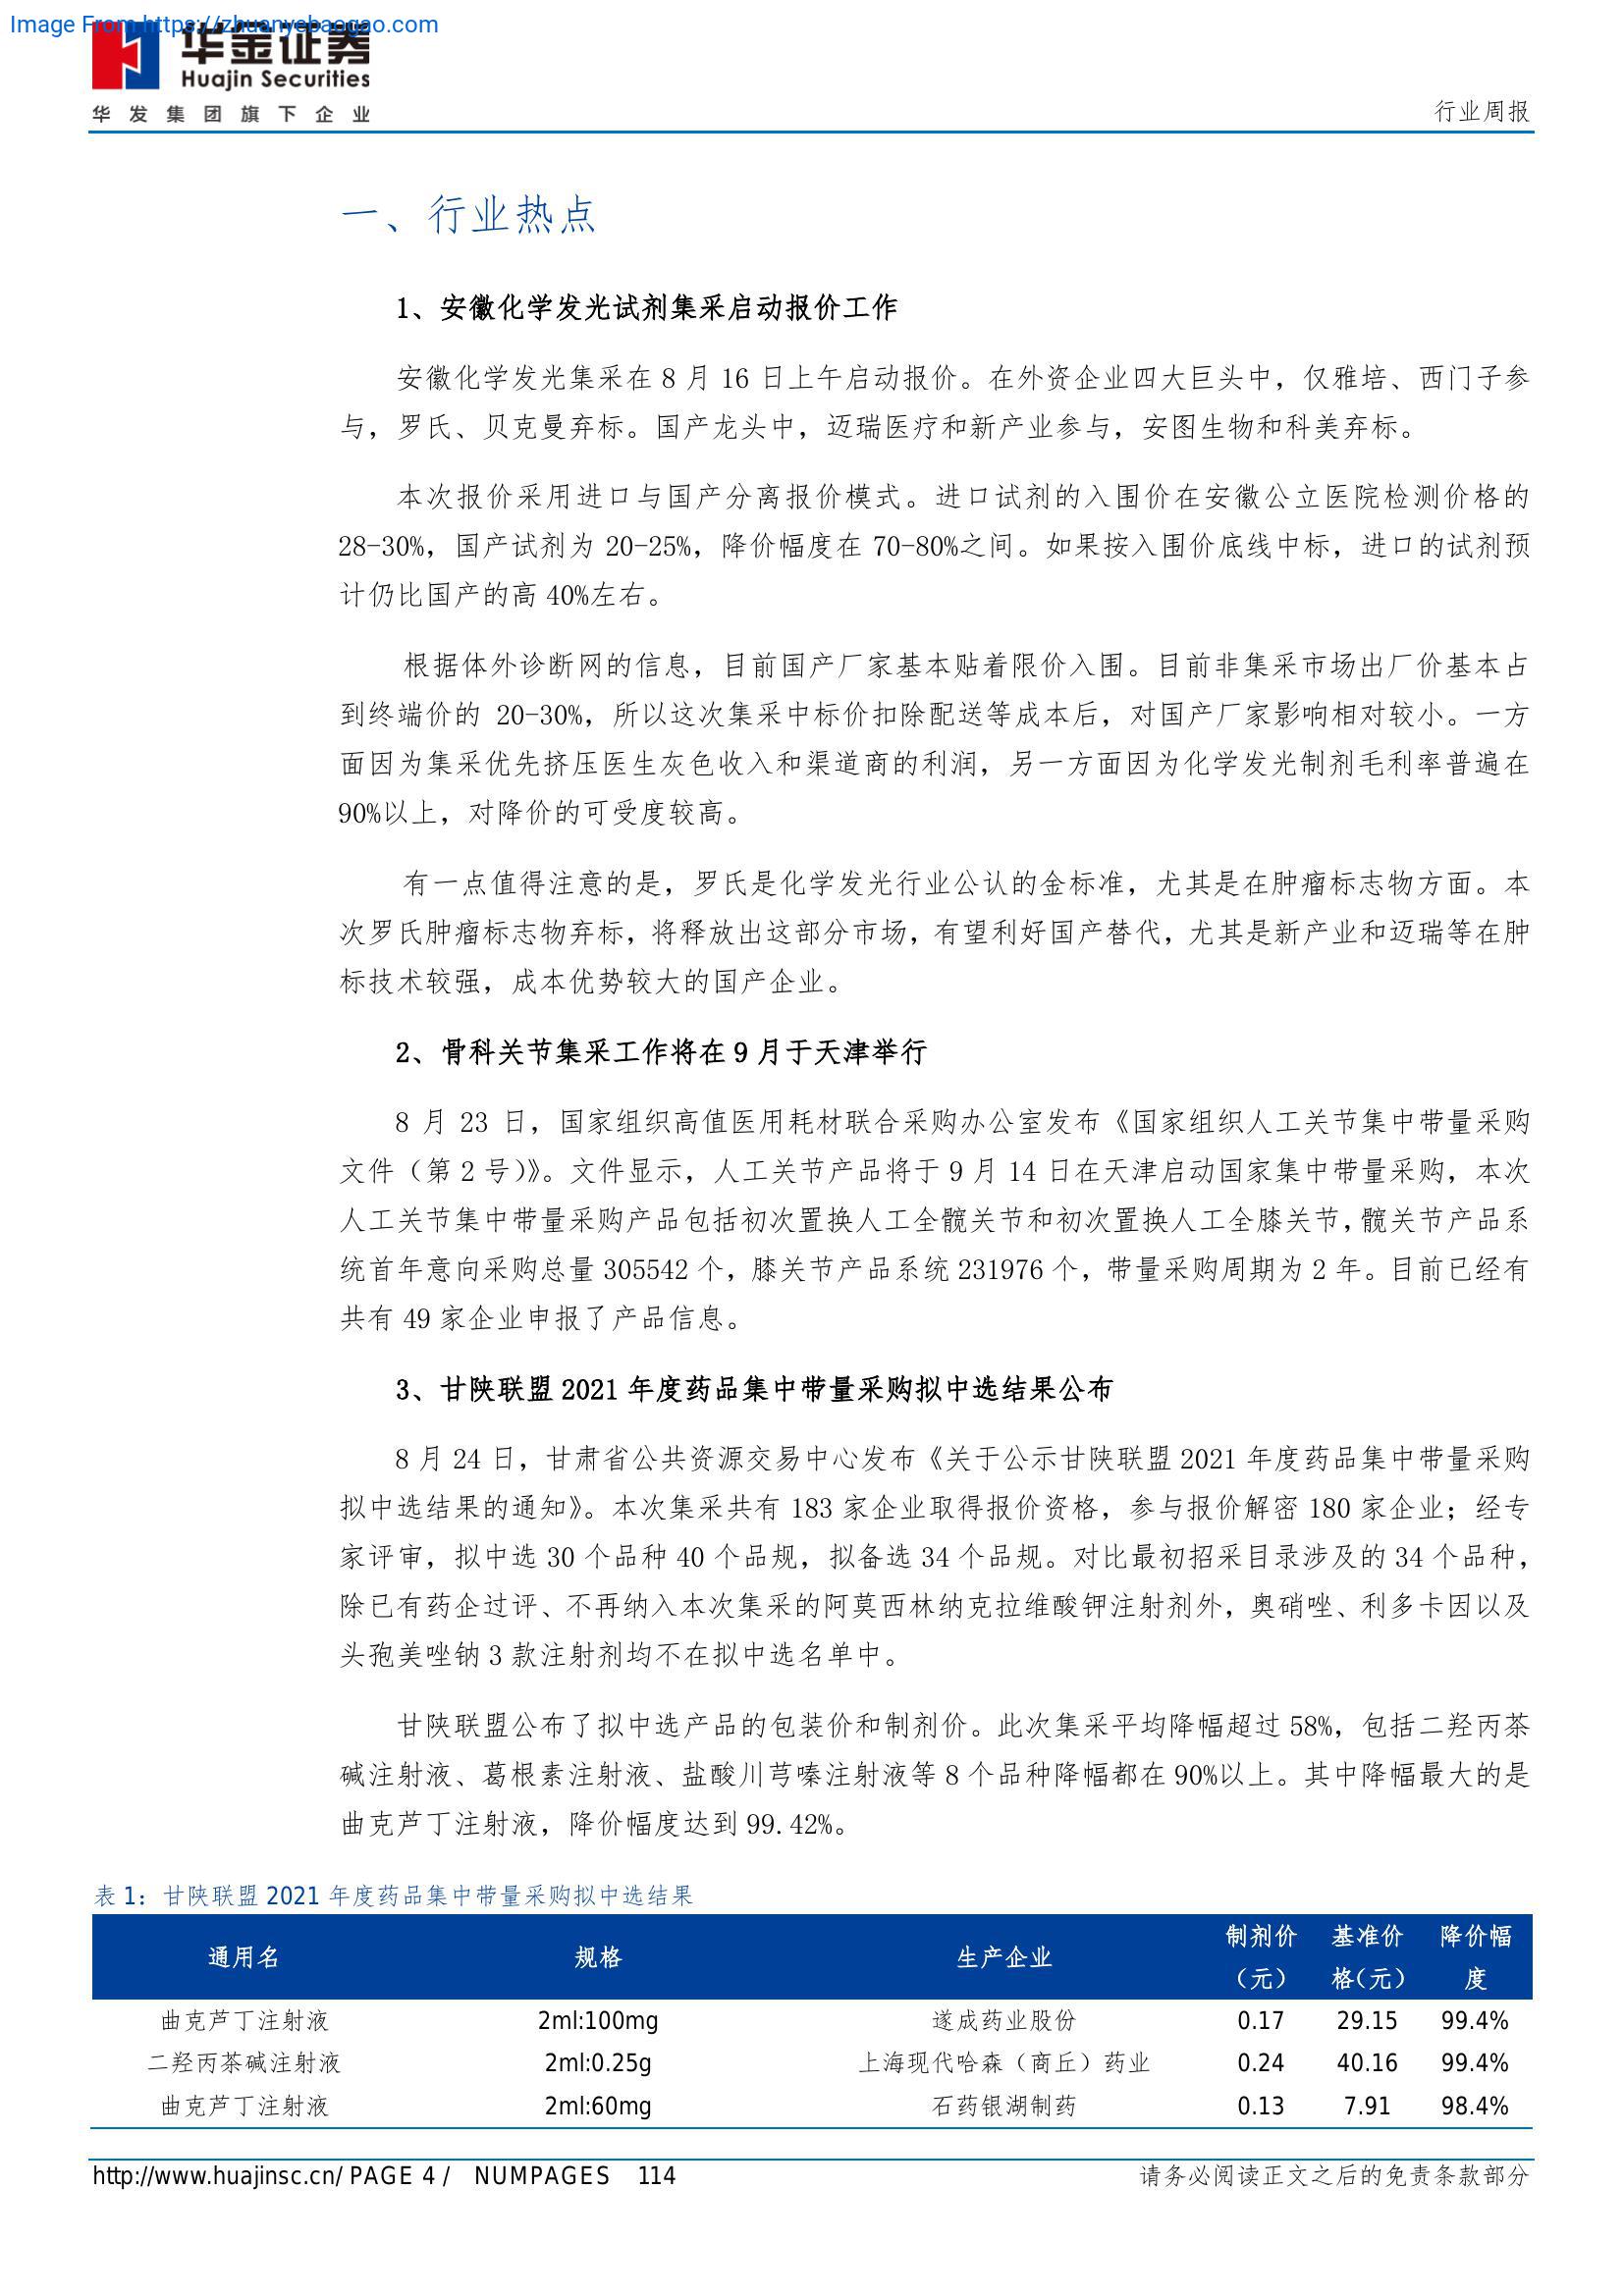 Image From https://zhuanyebaogao.com
华金证券
Huajin Securities
华发集团旗下企业
行业周报
一、行业热点
1、安徽化学发光试剂集采启动报价工作
安徽化学发光集采在 8 月 16 日上午启动报价。在外资企业四大巨头中，仅雅培、西门子参
与，罗氏、贝克曼弃标。国产龙头中，迈瑞医疗和新产业参与，安图生物和科美弃标。
本次报价采用进口与国产分离报价模式。进口试剂的入围价在安徽公立医院检测价格的
28-30%，国产试剂为 20-25%，降价幅度在 70-80%之间。如果按入围价底线中标，进口的试剂预
计仍比国产的高 40%左右。
根据体外诊断网的信息，目前国产厂家基本贴着限价入围。目前非集采市场出厂价基本占
到终端价的 20-30%，所以这次集采中标价扣除配送等成本后，对国产厂家影响相对较小。一方
面因为集采优先挤压医生灰色收入和渠道商的利润，另一方面因为化学发光制剂毛利率普遍在
90%以上，对降价的可受度较高。
有一点值得注意的是，罗氏是化学发光行业公认的金标准，尤其是在肿瘤标志物方面。本
次罗氏肿瘤标志物弃标，将释放出这部分市场，有望利好国产替代，尤其是新产业和迈瑞等在肿
标技术较强，成本优势较大的国产企业。
2、骨科关节集采工作将在 9 月于天津举行
8 月 23 日，国家组织高值医用耗材联合采购办公室发布《国家组织人工关节集中带量采购
文件（第 2 号）》。文件显示，人工关节产品将于 9 月 14 日在天津启动国家集中带量采购，本次
人工关节集中带量采购产品包括初次置换人工全髋关节和初次置换人工全膝关节，髋关节产品系
统首年意向采购总量 305542 个，膝关节产品系统 231976 个，带量采购周期为 2 年。目前已经有
共有 49 家企业申报了产品信息。
3、甘陕联盟 2021 年度药品集中带量采购拟中选结果公布
8 月 24 日，甘肃省公共资源交易中心发布《关于公示甘陕联盟 2021 年度药品集中带量采购
拟中选结果的通知》。本次集采共有 183 家企业取得报价资格，参与报价解密 180 家企业；经专
家评审，拟中选 30 个品种 40 个品规，拟备选 34 个品规。对比最初招采目录涉及的 34 个品种，
除已有药企过评、不再纳入本次集采的阿莫西林纳克拉维酸钾注射剂外，奥硝唑、利多卡因以及
头孢美唑钠 3 款注射剂均不在拟中选名单中。
甘陕联盟公布了拟中选产品的包装价和制剂价。此次集采平均降幅超过 58%，包括二羟丙茶
碱注射液、葛根素注射液、盐酸川芎嗪注射液等 8 个品种降幅都在 90%以上。其中降幅最大的是
曲克芦丁注射液，降价幅度达到 99.42%。
表 1：甘陕联盟 2021 年度药品集中带量采购拟中选结果
通用名 规格 生产企业 制剂价（元） 基准价格（元） 降价幅度
曲克芦丁注射液 2ml:100mg 遂成药业股份 0.17 29.15 99.4%
二羟丙茶碱注射液 2ml:0.25g 上海现代哈森（商丘）药业 0.24 40.16 99.4%
曲克芦丁注射液 2ml:60mg 石药银湖制药 0.13 7.91 98.4%
http://www.huajinsc.cn/ PAGE 4 / NUMPAGES 114
请务必阅读正文之后的免责条款部分